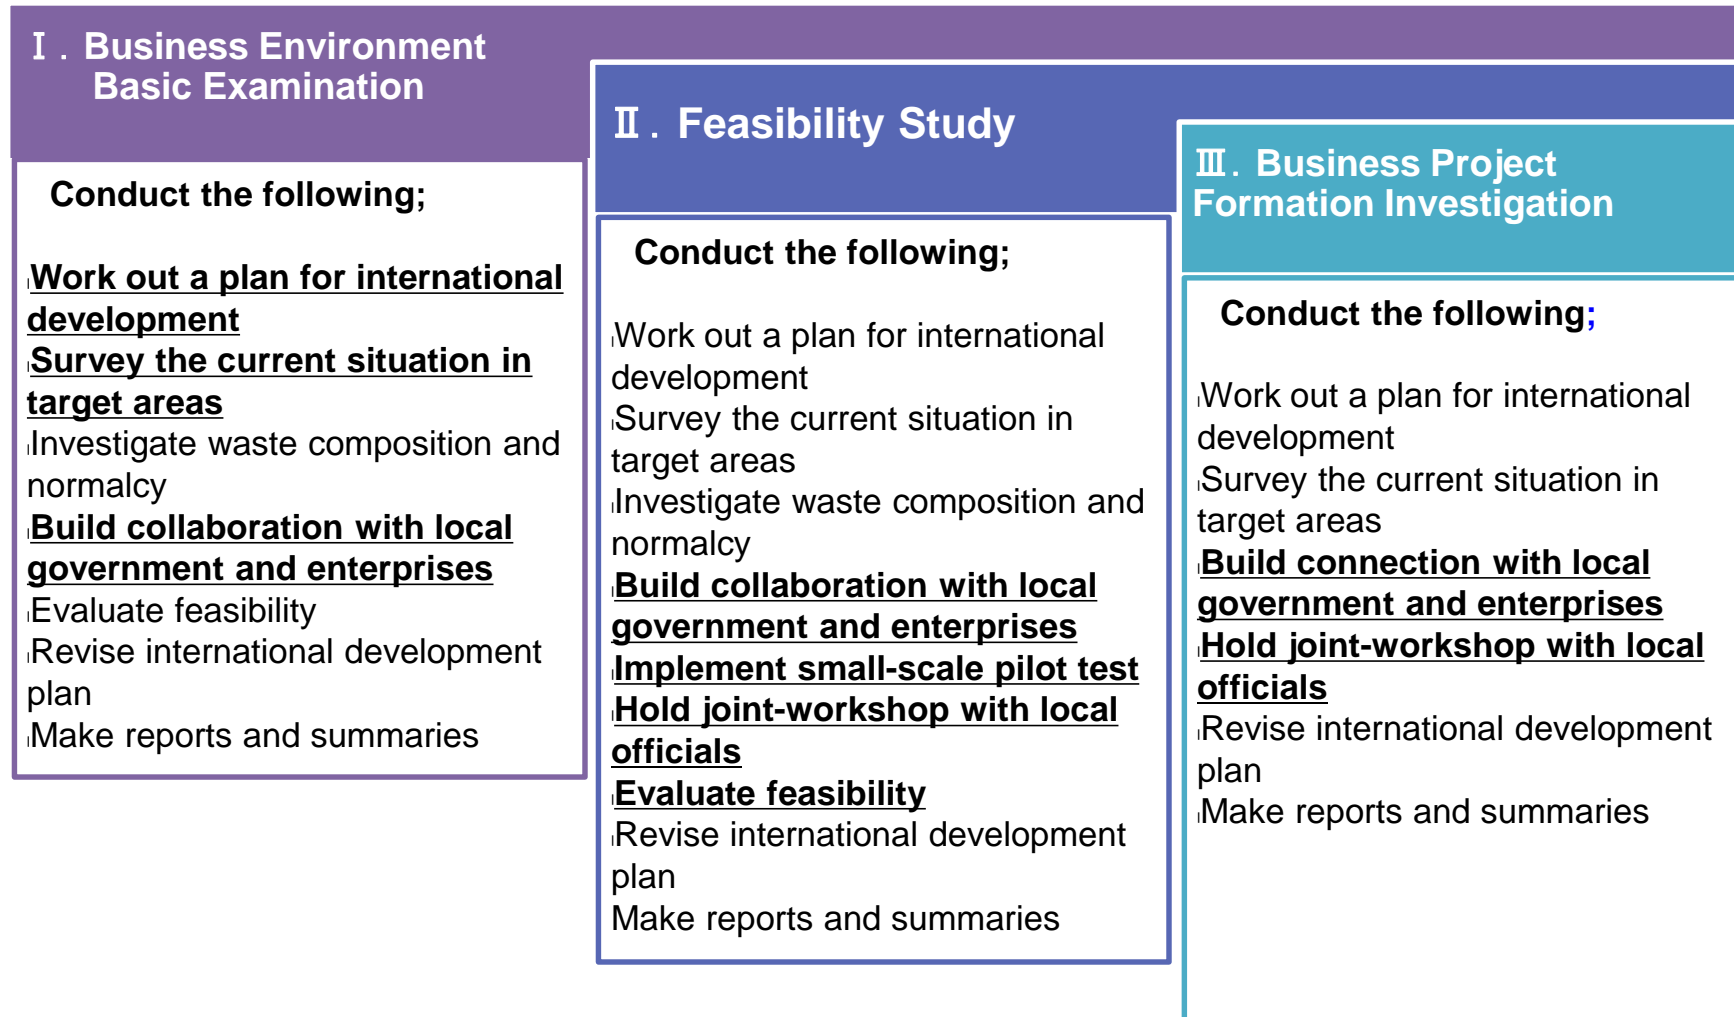 Ⅰ．Business Environment
Basic Examination
Conduct the following;
Work out a plan for international
development
Survey the current situation in
target areas
Investigate waste composition and
normalcy
Build collaboration with local
government and enterprises
Evaluate feasibility
Revise international development
plan
Make reports and summaries
Ⅱ．Feasibility Study
Conduct the following;
Work out a plan for international
development
Survey the current situation in
target areas
Investigate waste composition and
normalcy
Build collaboration with local
government and enterprises
Implement small-scale pilot test
Hold joint-workshop with local
officials
Evaluate feasibility
Revise international development
plan
Make reports and summaries
Ⅲ．Business Project
Formation Investigation
Conduct the following;
Work out a plan for international
development
Survey the current situation in
target areas
Build connection with local
government and enterprises
Hold joint-workshop with local
officials
Revise international development
plan
Make reports and summaries